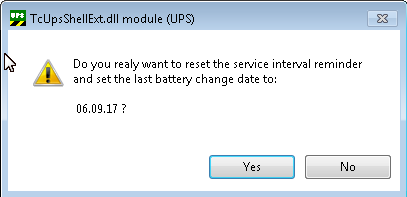 UPS TcUpsShellExt.dll module (UPS)
Do you realy want to reset the service interval reminder
and set the last battery change date to:
06.09.17 ?
Yes No